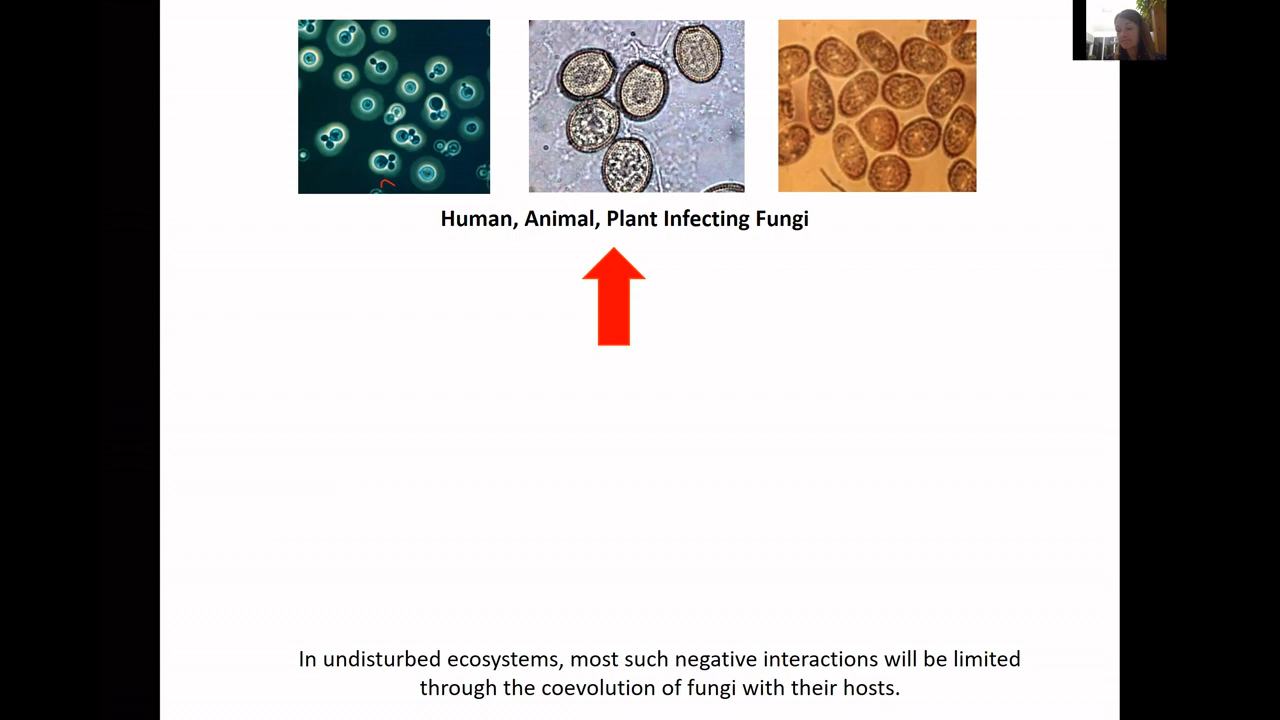 Human, Animal, Plant Infecting Fungi
In undisturbed ecosystems, most such negative interactions will be limited
through the coevolution of fungi with their hosts.